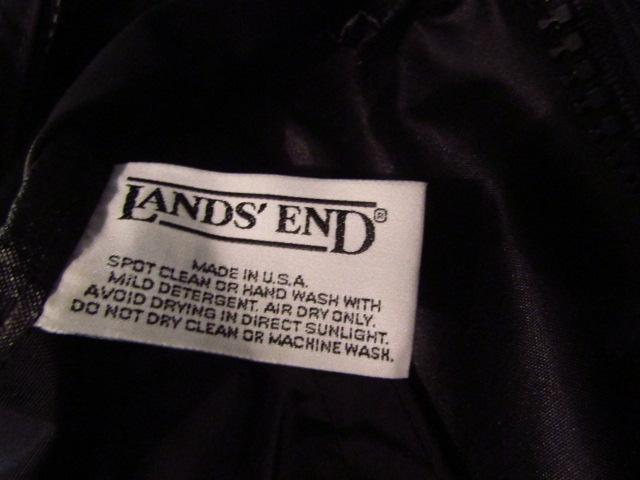 LANDS' END®
MADE IN U.S.A.
SPOT CLEAN OR HAND WASH WITH
MILD DETERGENT. AIR DRY ONLY.
AVOID DRYING IN DIRECT SUNLIGHT.
DO NOT DRY CLEAN OR MACHINE WASH.